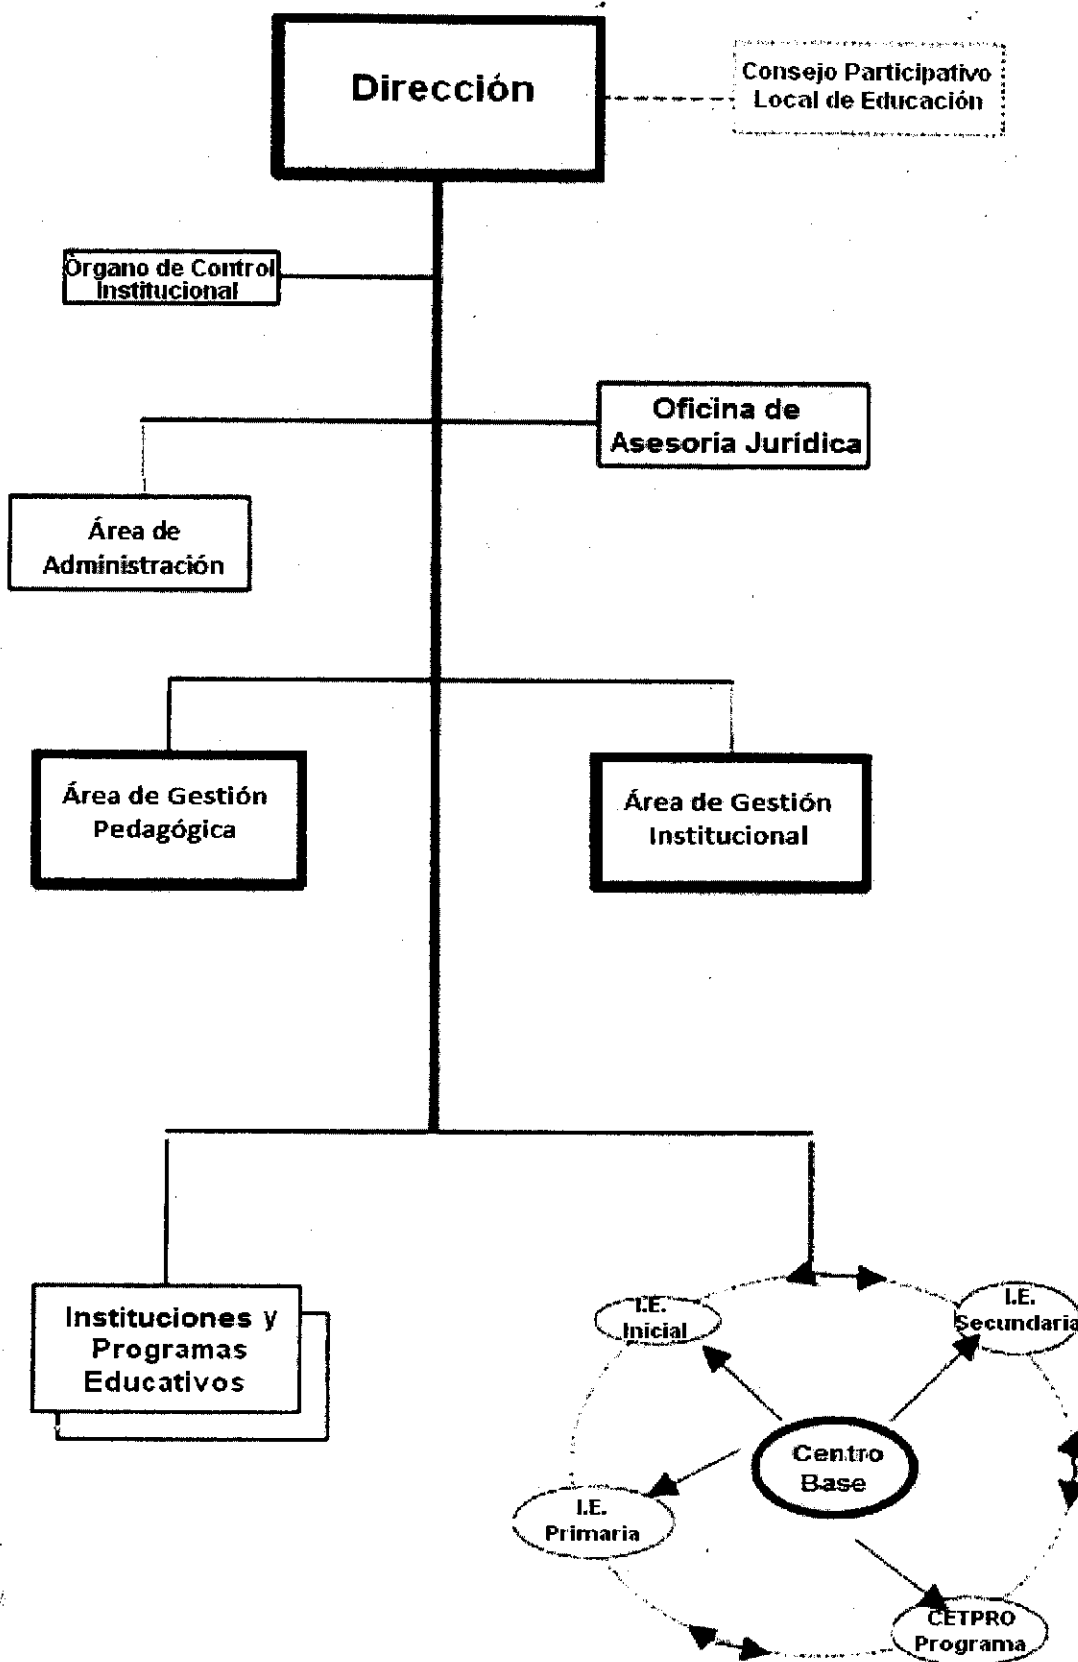 Dirección
Consejo Participativo
Local de Educación
Órgano de Control
Institucional
Oficina de
Asesoria Jurídica
Área de
Administración
Área de Gestión
Pedagógica
Área de Gestión
Institucional
Instituciones y
Programas
Educativos
I.E.
Inicial
I.E.
Secundaria
Centro
Base
I.E.
Primaria
CETPRO
Programa